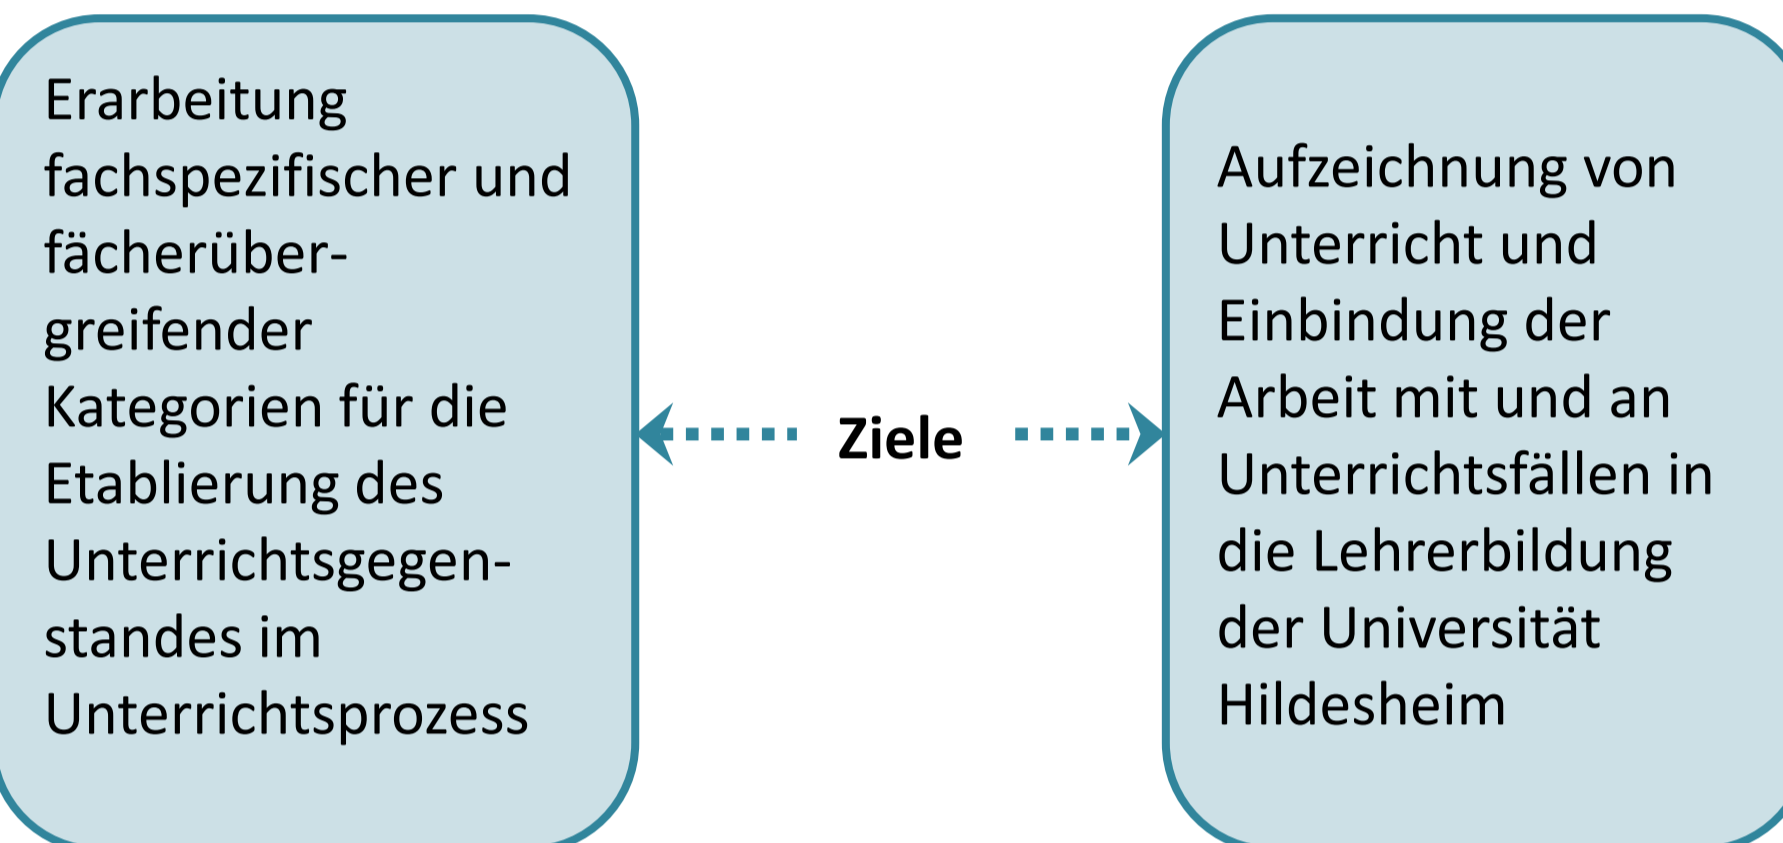 Erarbeitung
fachspezifischer und
fächerüber-
greifender
Kategorien für die
Etablierung des
Unterrichtsgegen-
standes im
Unterrichtsprozess
Ziele
Aufzeichnung von
Unterricht und
Einbindung der
Arbeit mit und an
Unterrichtsfällen in
die Lehrerbildung
der Universität
Hildesheim